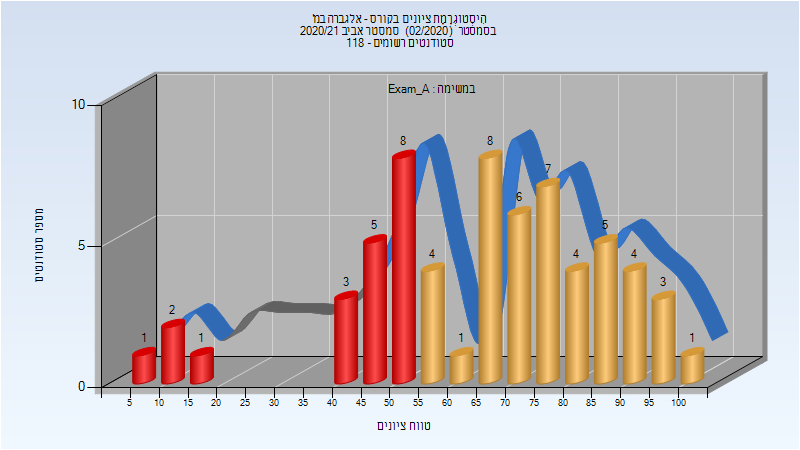 היסטוגרמת ציונים בקורס - אלגברה במ'
בסמסטר (02/2020) סמסטר אביב 2020/21
סטודנטים רשומים - 118
במשימה : Exam_A
מספר סטודנטים
10
5
0
1 2 1 3 5 8 4 1 8 6 7 4 5 4 3 1
5 10 15 20 25 30 35 40 45 50 55 60 65 70 75 80 85 90 95 100
טווח ציונים